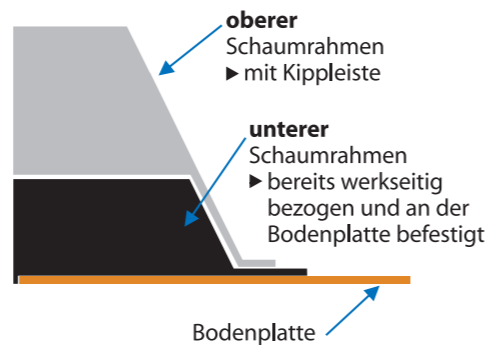 oberer
Schaumrahmen
▶ mit Kippleiste
unterer
Schaumrahmen
▶ bereits werkseitig
bezogen und an der
Bodenplatte befestigt
Bodenplatte